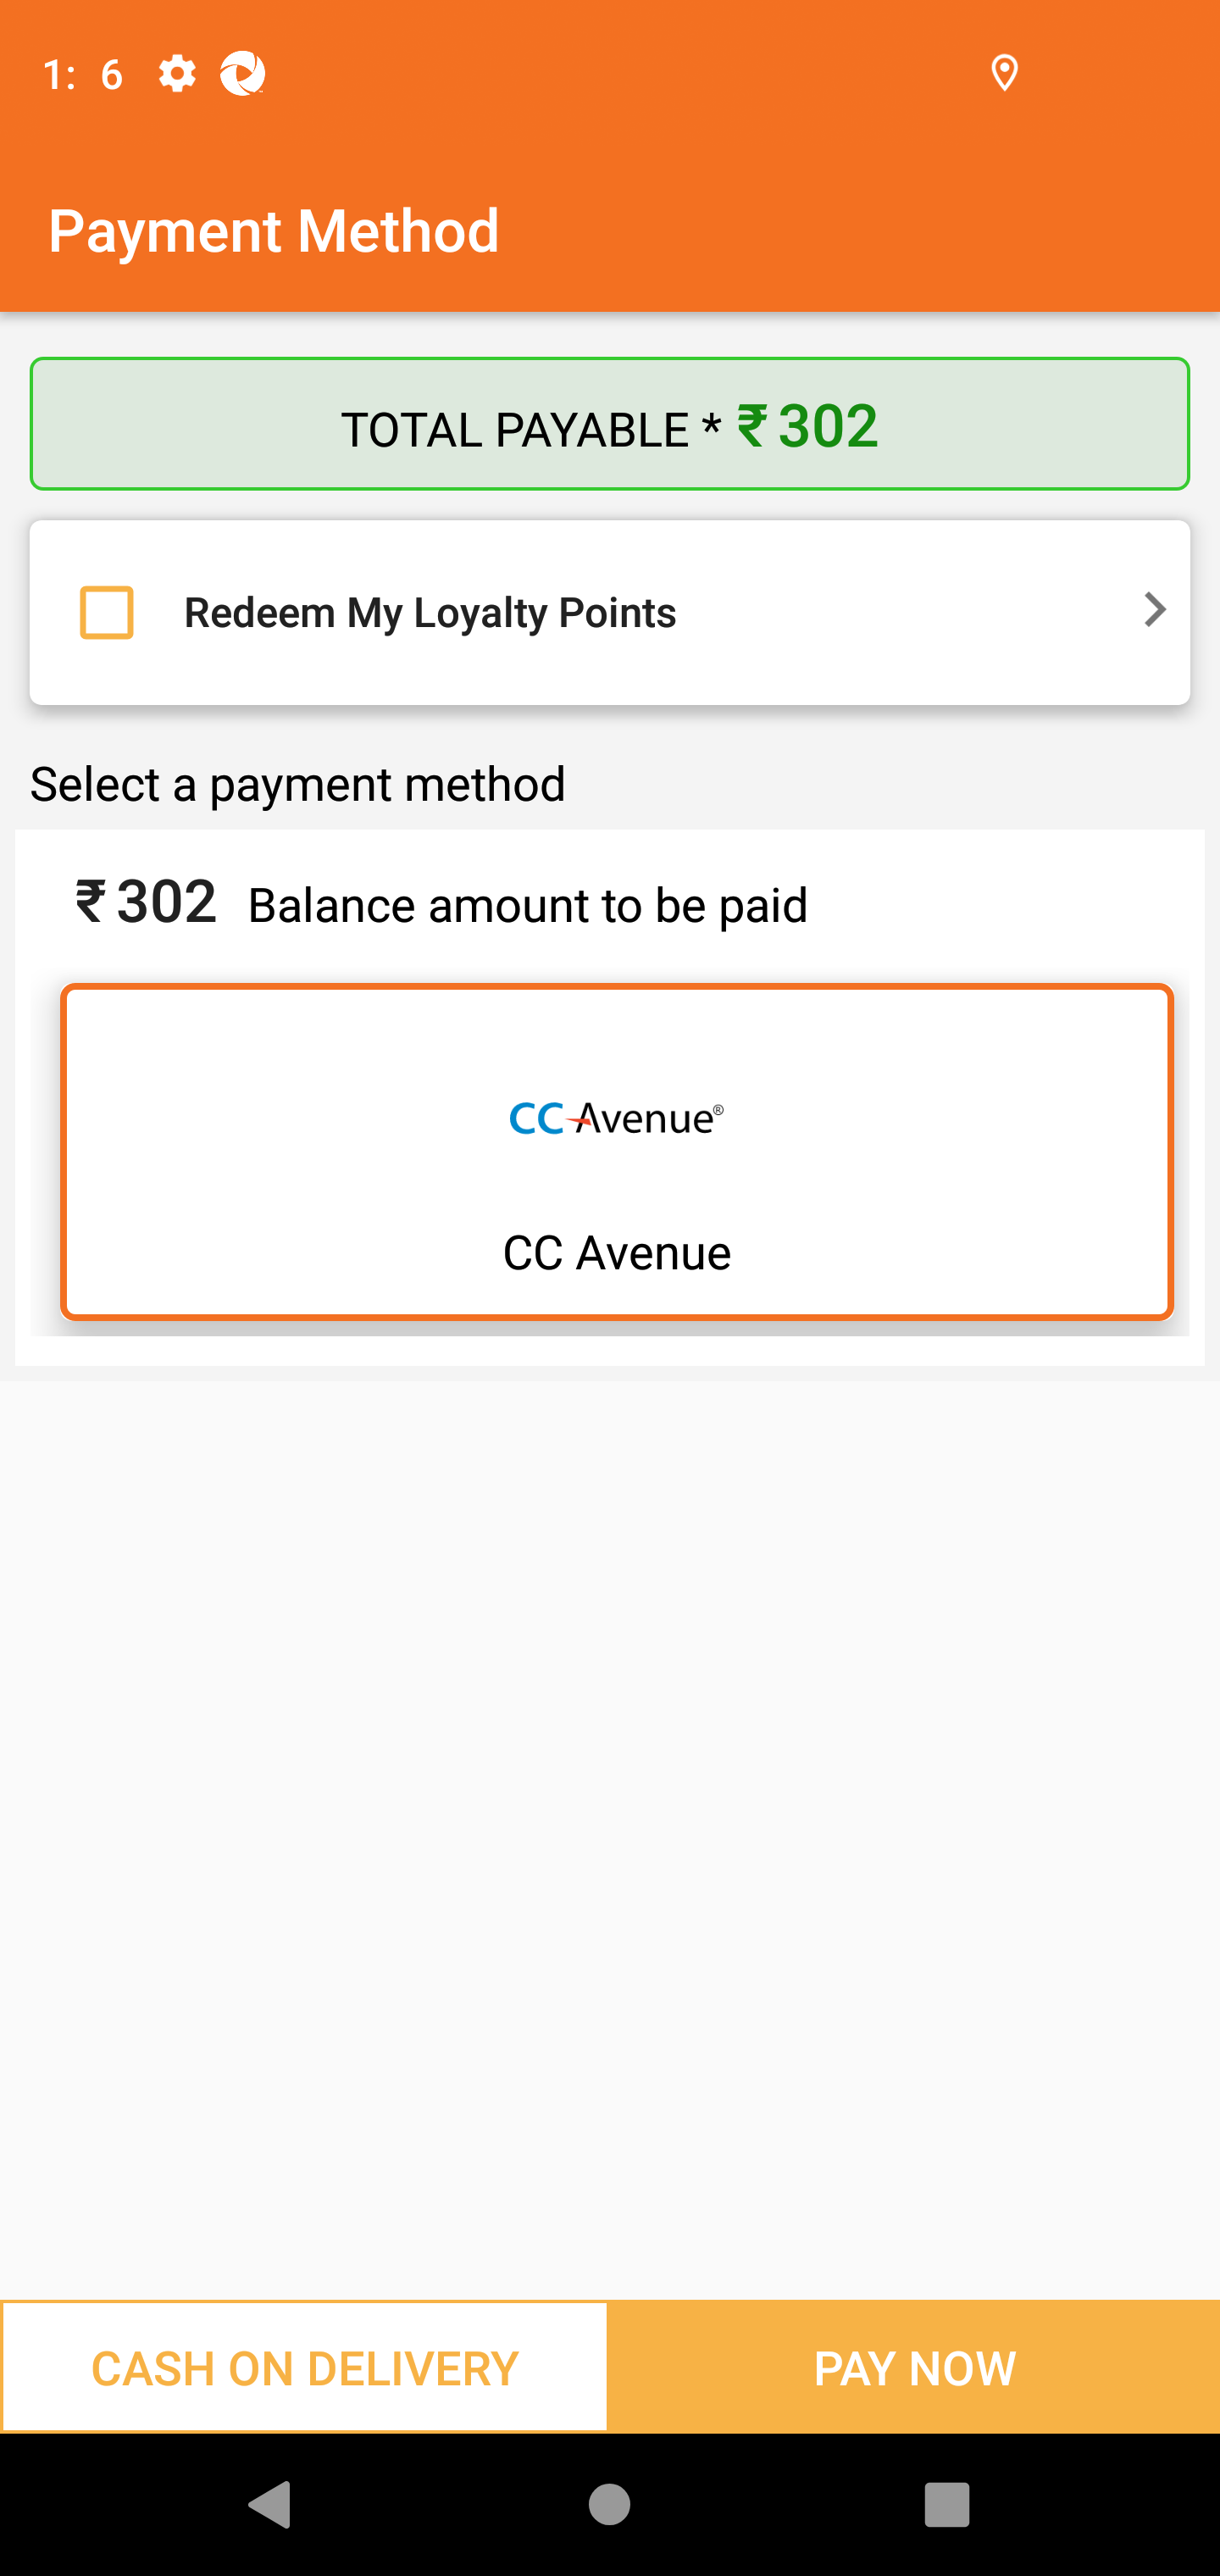 1: 6
Payment Method
TOTAL PAYABLE * ₹ 302
Redeem My Loyalty Points
Select a payment method
₹ 302 Balance amount to be paid
CC Avenue®
CC Avenue
CASH ON DELIVERY PAY NOW